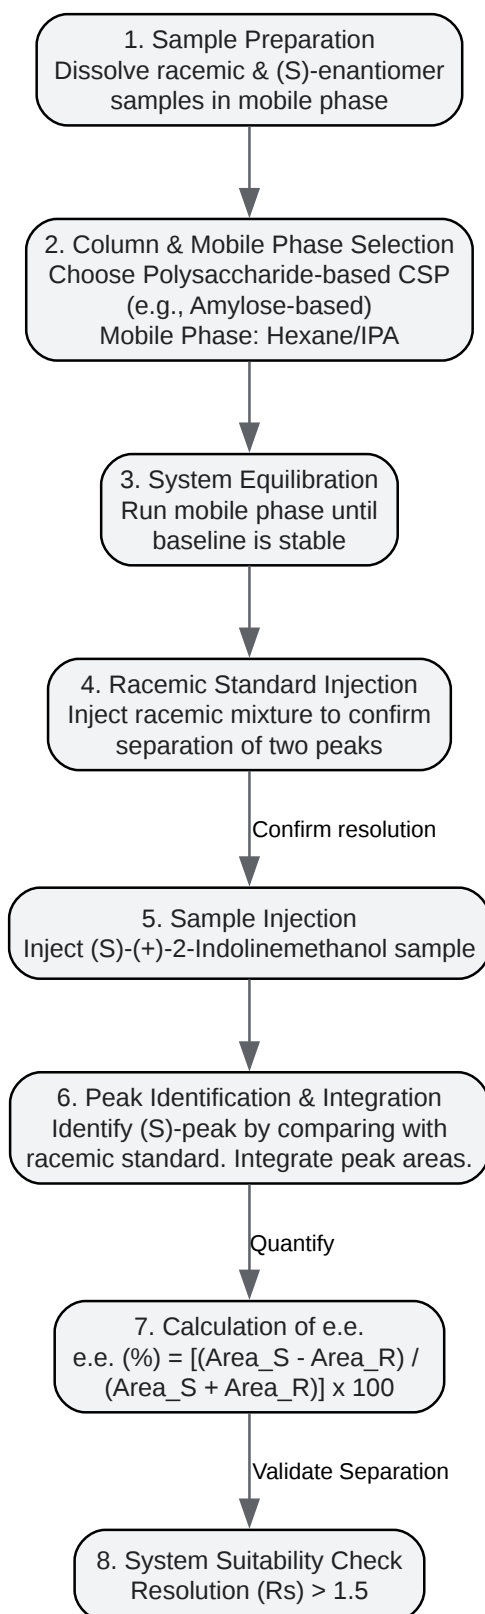 1. Sample Preparation
Dissolve racemic & (S)-enantiomer
samples in mobile phase
2. Column & Mobile Phase Selection
Choose Polysaccharide-based CSP
(e.g., Amylose-based)
Mobile Phase: Hexane/IPA
3. System Equilibration
Run mobile phase until
baseline is stable
4. Racemic Standard Injection
Inject racemic mixture to confirm
separation of two peaks
Confirm resolution
5. Sample Injection
Inject (S)-(+)-2-Indolinemethanol sample
6. Peak Identification & Integration
Identify (S)-peak by comparing with
racemic standard. Integrate peak areas.
Quantify
7. Calculation of e.e.
e.e. (%) = [(Area_S - Area_R) /
(Area_S + Area_R)] x 100
Validate Separation
8. System Suitability Check
Resolution (Rs) > 1.5